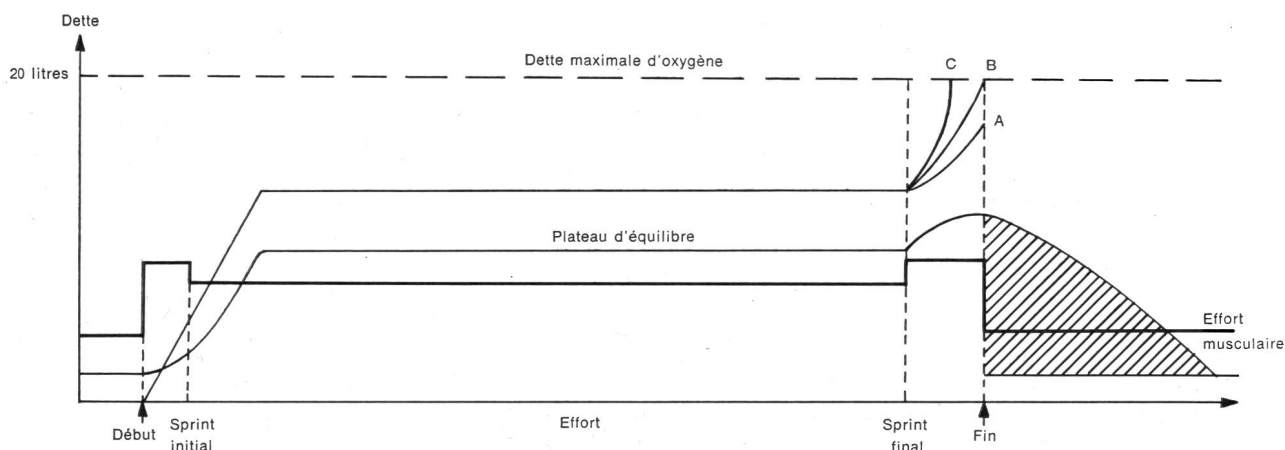 Dette
20 litres
Dette maximale d'oxygène
C
B
A
Plateau d'équilibre
Effort
musculaire
Début
Sprint
initial
Effort
Sprint
final
Fin